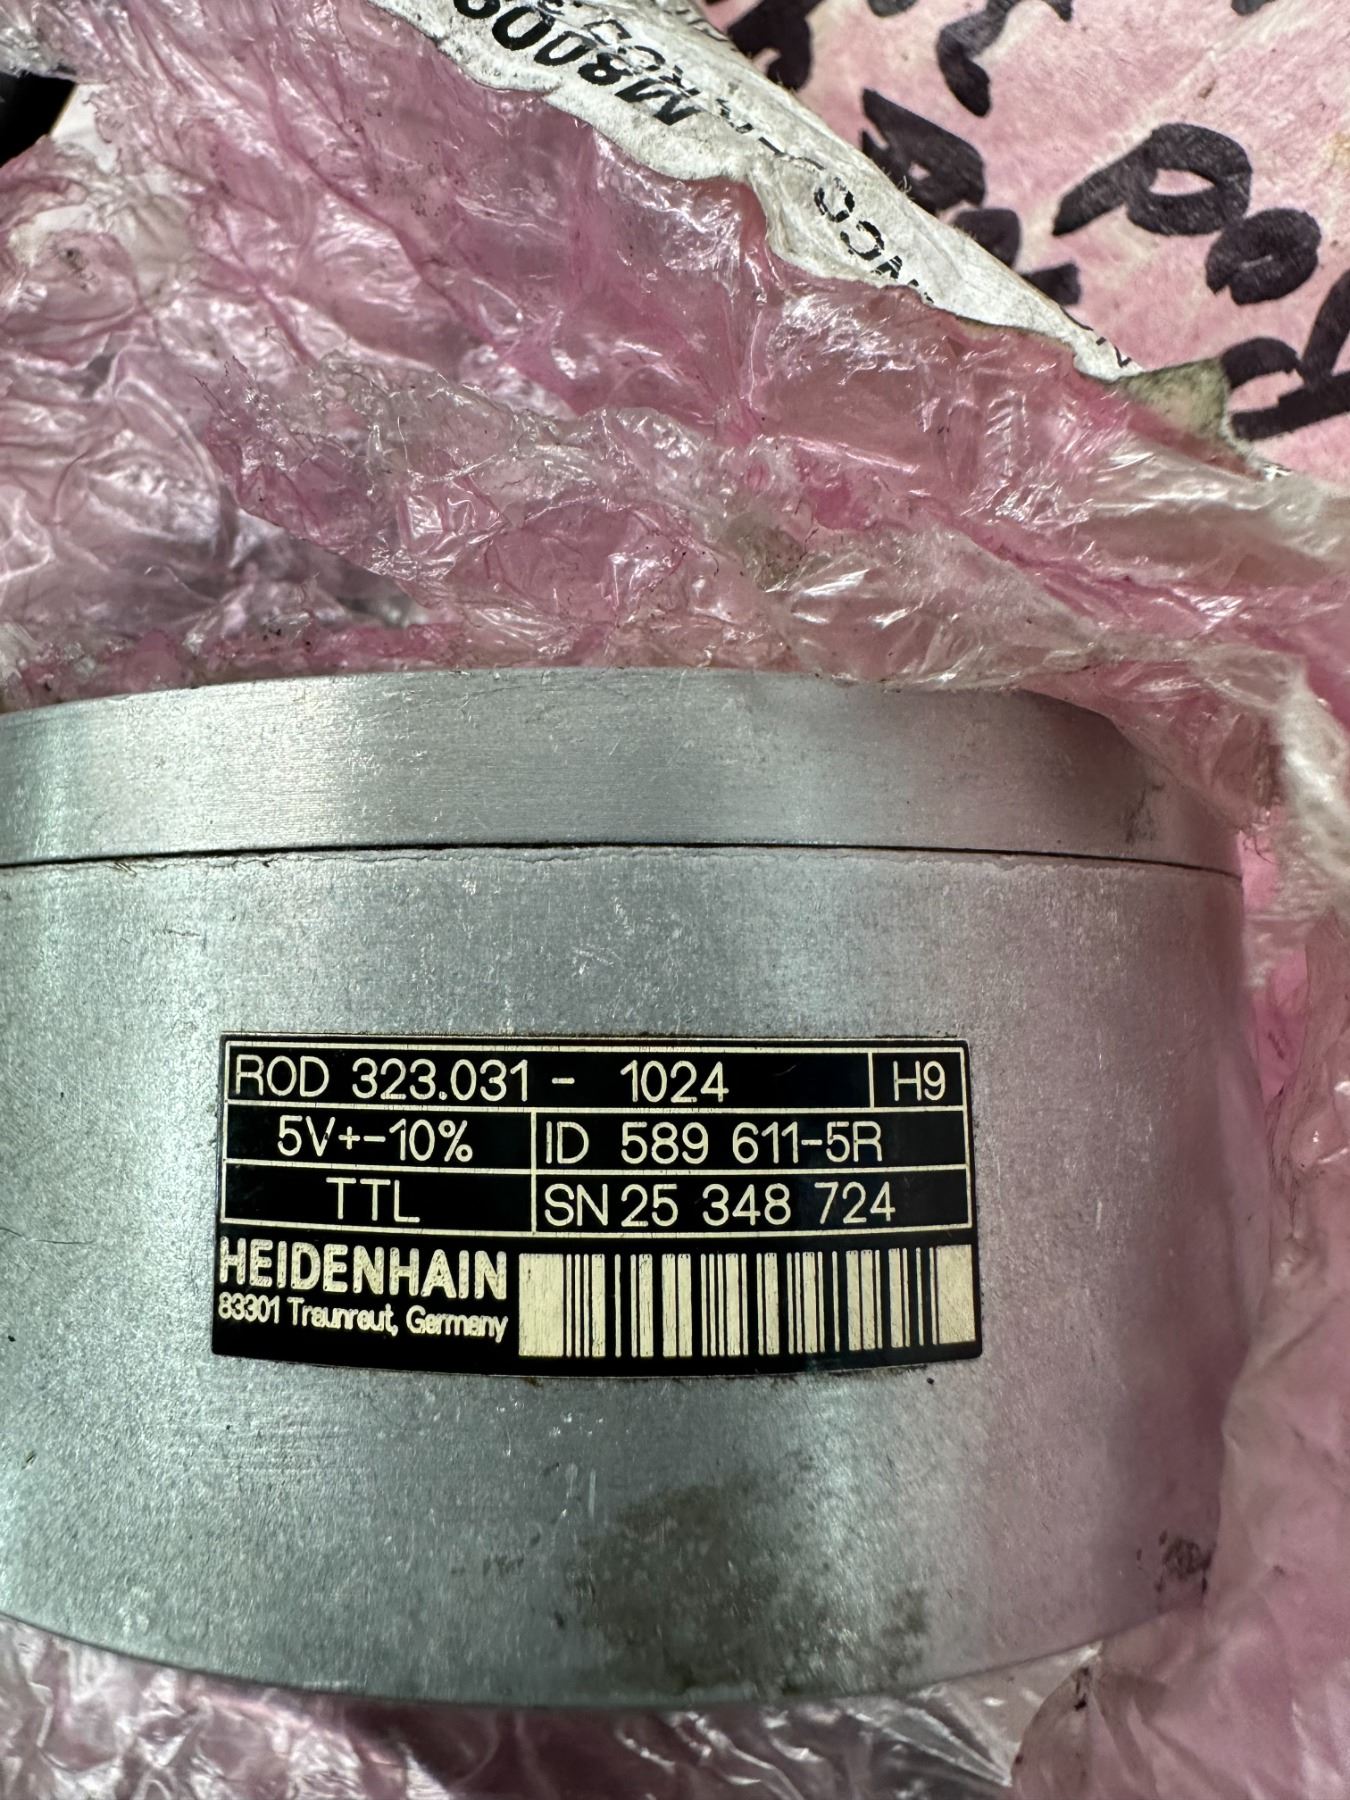 M8009
ROD 323.031 - 1024 H9
5V+-10% ID 589 611-5R
TTL SN 25 348 724
HEIDENHAIN
83301 Traunreut, Germany